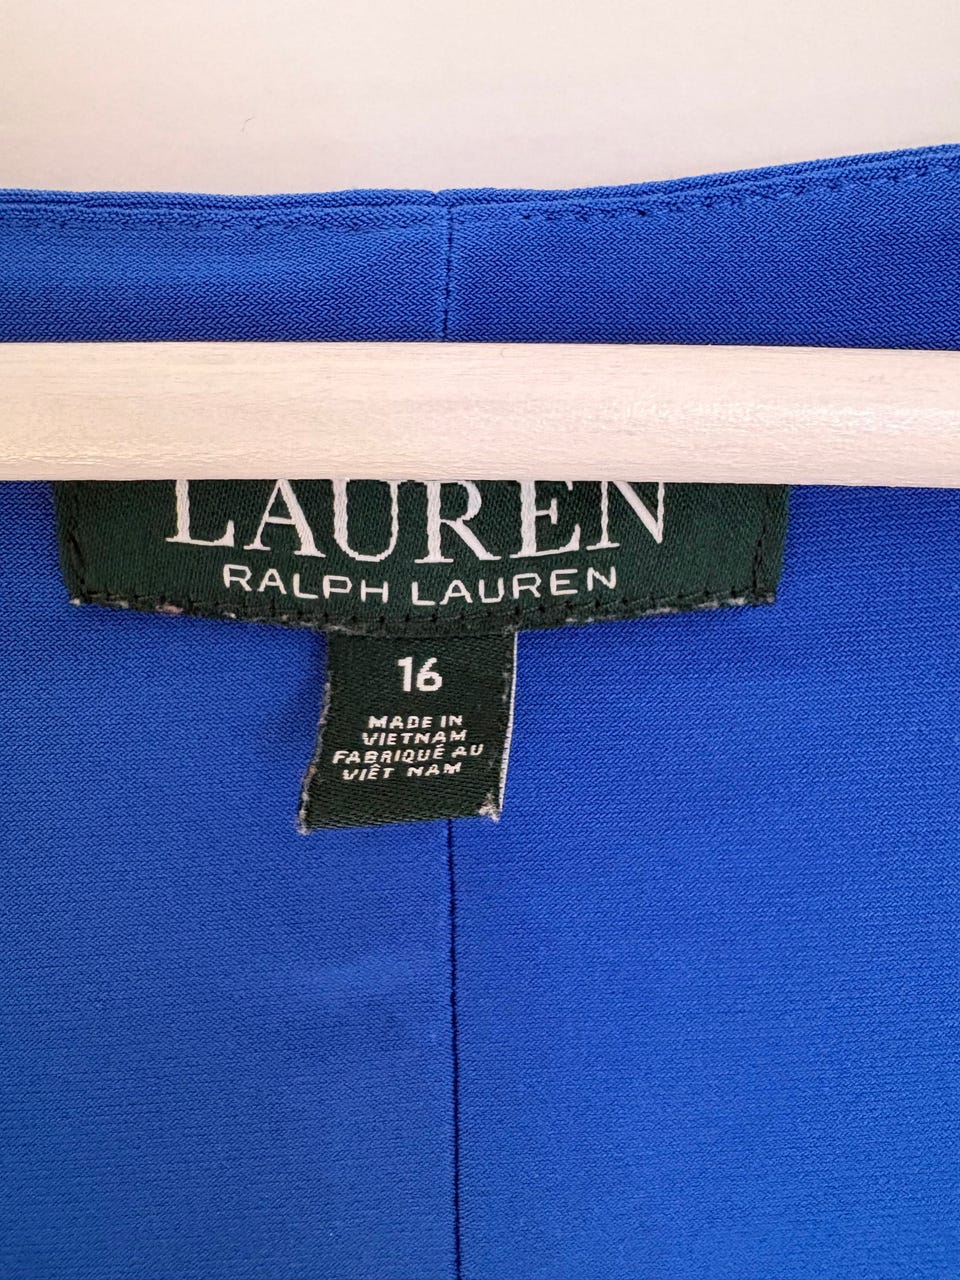 LAUREN
RALPH LAUREN
16
MADE IN
VIETNAM
FABRIQUÉ AU
VIÊT NAM